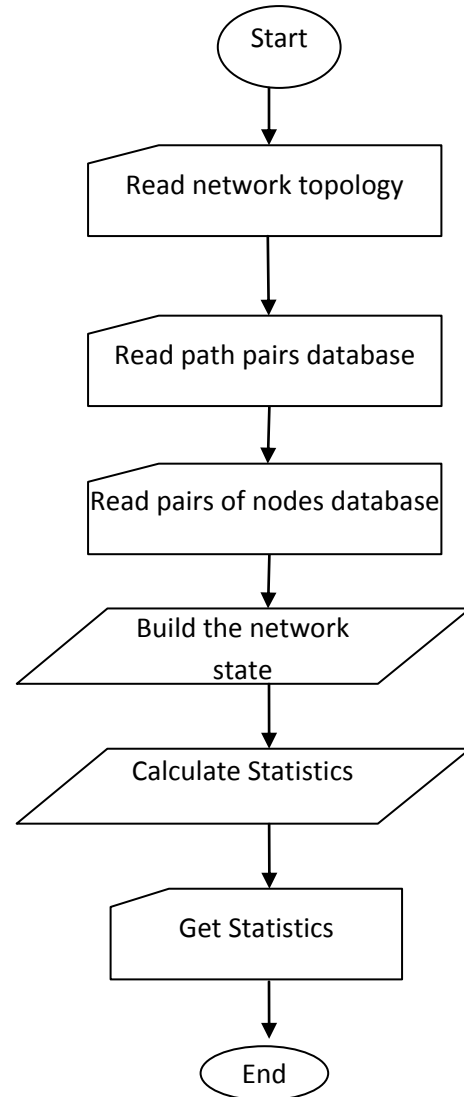 Start
Read network topology
Read path pairs database
Read pairs of nodes database
Build the network
state
Calculate Statistics
Get Statistics
End